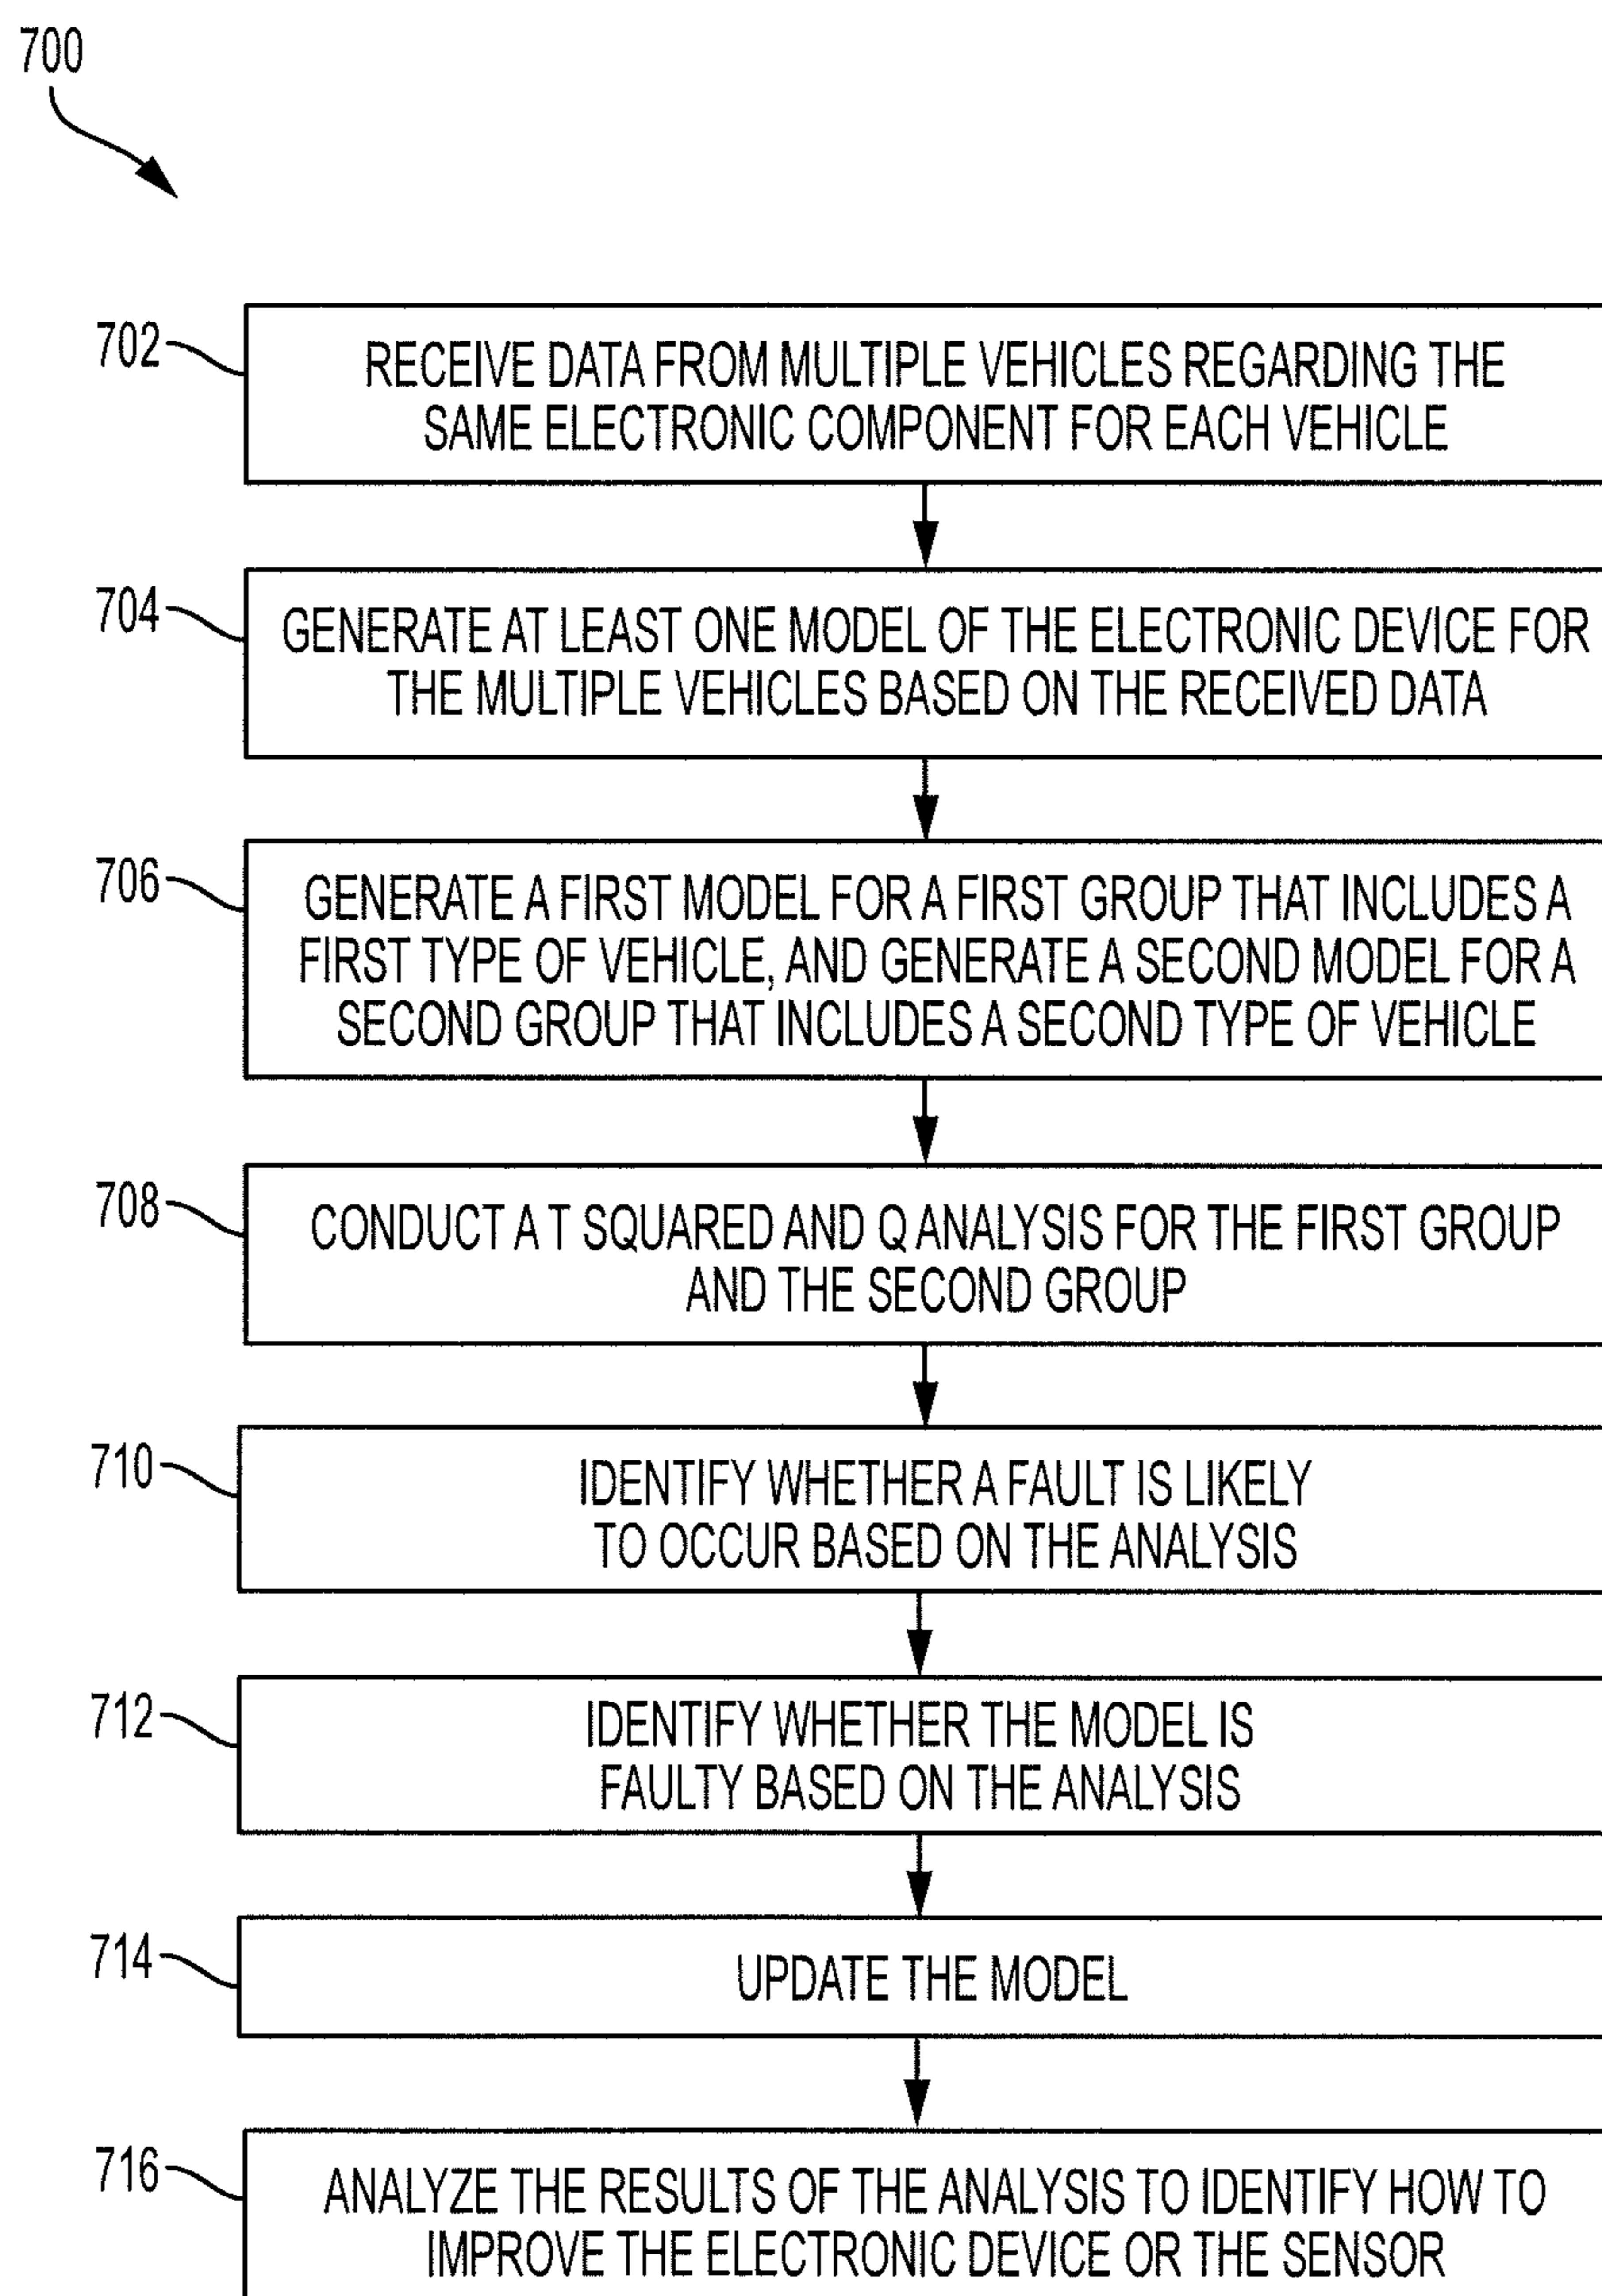 700
702
RECEIVE DATA FROM MULTIPLE VEHICLES REGARDING THE
SAME ELECTRONIC COMPONENT FOR EACH VEHICLE
704
GENERATE AT LEAST ONE MODEL OF THE ELECTRONIC DEVICE FOR
THE MULTIPLE VEHICLES BASED ON THE RECEIVED DATA
706
GENERATE A FIRST MODEL FOR A FIRST GROUP THAT INCLUDES A
FIRST TYPE OF VEHICLE, AND GENERATE A SECOND MODEL FOR A
SECOND GROUP THAT INCLUDES A SECOND TYPE OF VEHICLE
708
CONDUCT A T SQUARED AND Q ANALYSIS FOR THE FIRST GROUP
AND THE SECOND GROUP
710
IDENTIFY WHETHER A FAULT IS LIKELY
TO OCCUR BASED ON THE ANALYSIS
712
IDENTIFY WHETHER THE MODEL IS
FAULTY BASED ON THE ANALYSIS
714
UPDATE THE MODEL
716
ANALYZE THE RESULTS OF THE ANALYSIS TO IDENTIFY HOW TO
IMPROVE THE ELECTRONIC DEVICE OR THE SENSOR